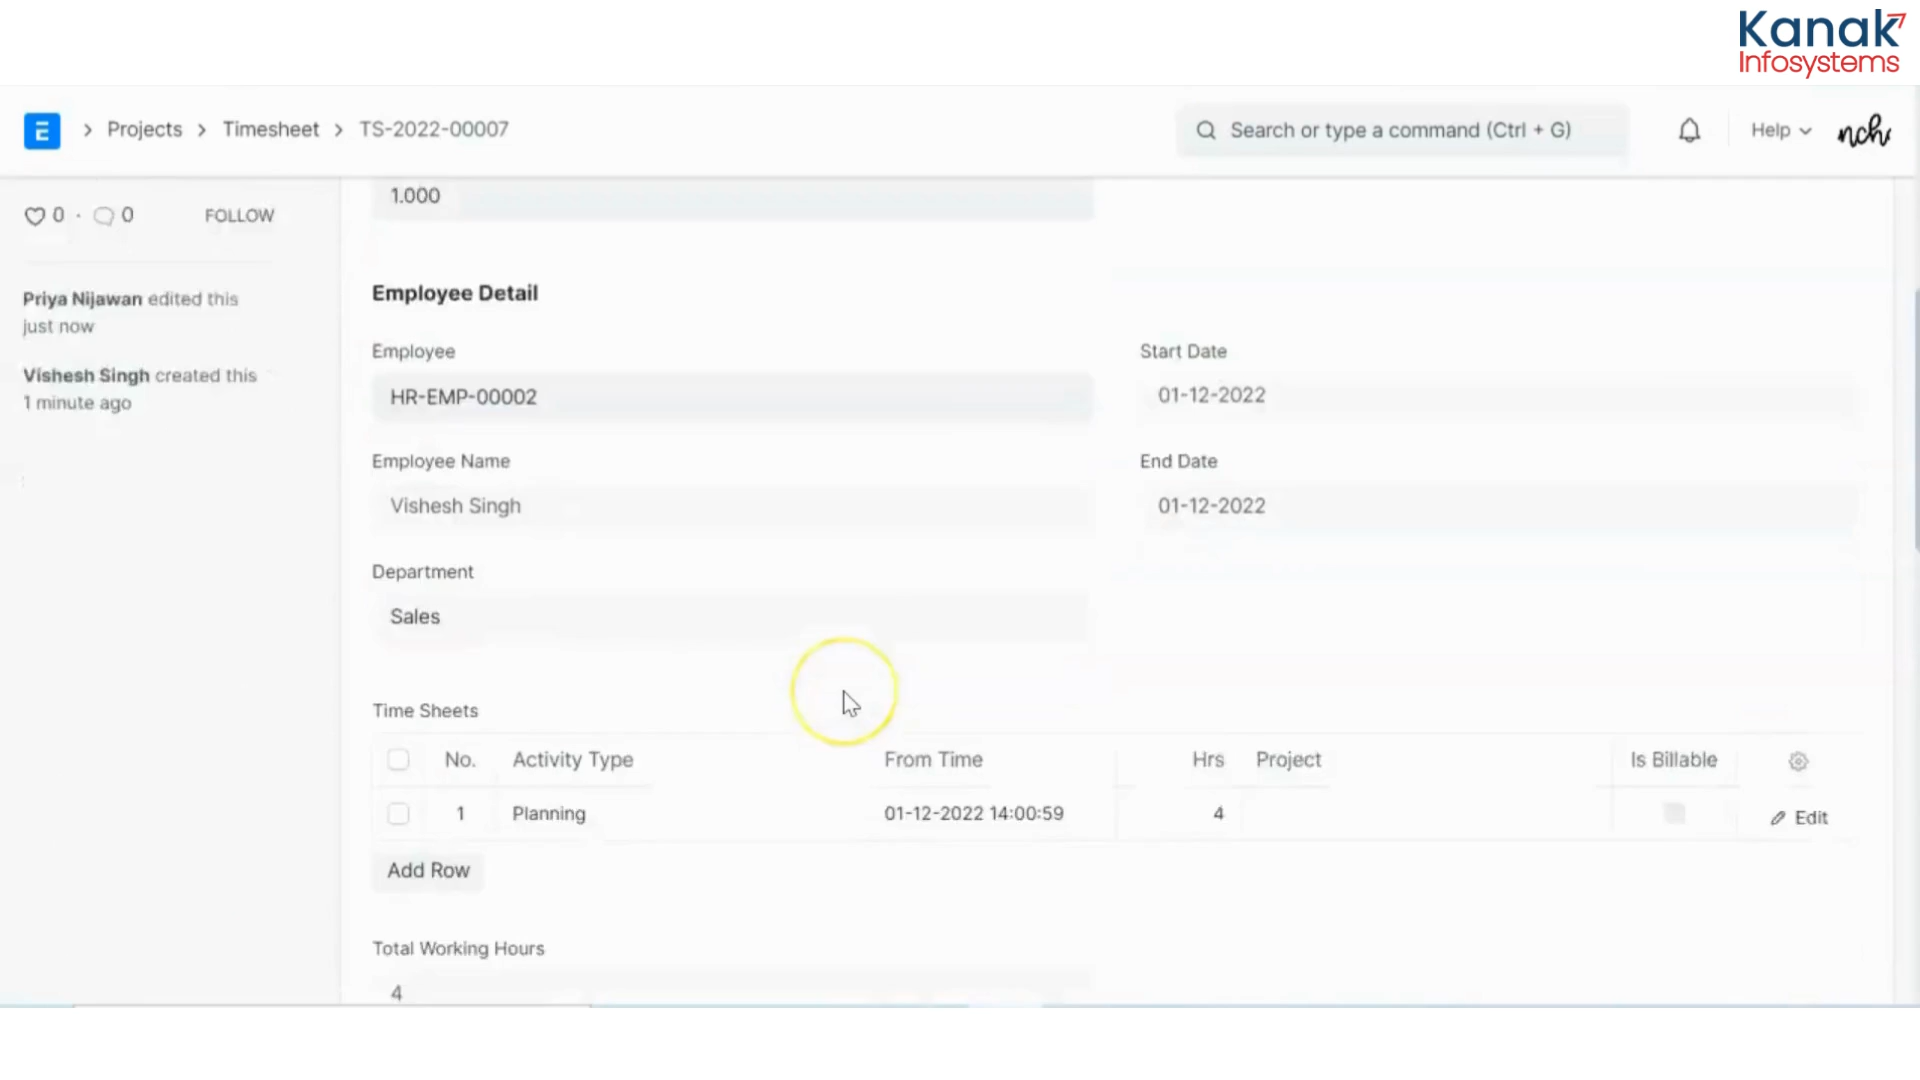 Kanak
Infosystems
E
Projects
Timesheet
TS-2022-00007
Search or type a command (Ctrl + G)
Help
nch
0 · 0
FOLLOW
1.000
Priya Nijawan edited this
just now
Vishesh Singh created this
1 minute ago
Employee Detail
Employee
HR-EMP-00002
Start Date
01-12-2022
Employee Name
Vishesh Singh
End Date
01-12-2022
Department
Sales
Time Sheets
No. Activity Type From Time Hrs Project Is Billable
1 Planning 01-12-2022 14:00:59 4 Edit
Add Row
Total Working Hours
4